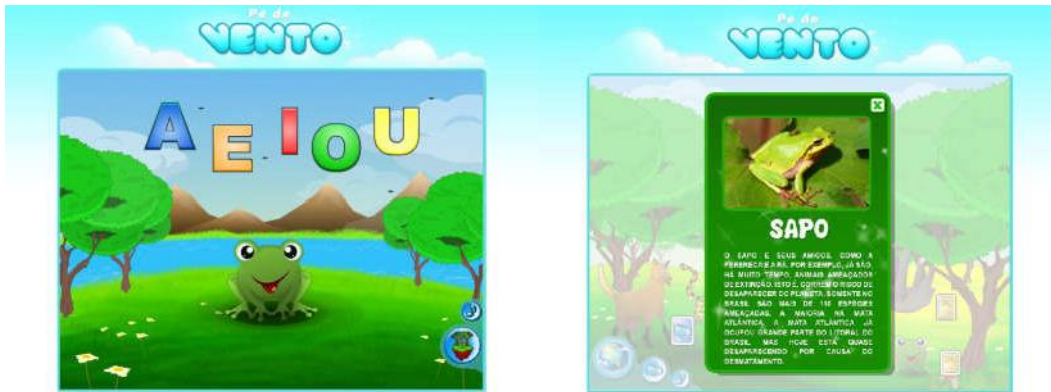 Pé de
VENTO
A E I O U
Pé de
VENTO
X
SAPO
O SAPO E SEUS AMIGOS, COMO A
PERERECA E A RÃ, POR EXEMPLO, JÁ SÃO,
HÁ MUITO TEMPO, ANIMAIS AMEAÇADOS
DE EXTINÇÃO, ISTO É, CORREM O RISCO DE
DESAPARECER DO PLANETA. SOMENTE NO
BRASIL SÃO MAIS DE ESPÉCIES
AMEAÇADAS, A MAIORIA NA MATA
ATLÂNTICA. A MATA ATLÂNTICA JÁ
OCUPOU GRANDE PARTE DO LITORAL DO
BRASIL, MAS HOJE ESTÁ QUASE
DESAPARECENDO POR CAUSA DO
DESMATAMENTO.